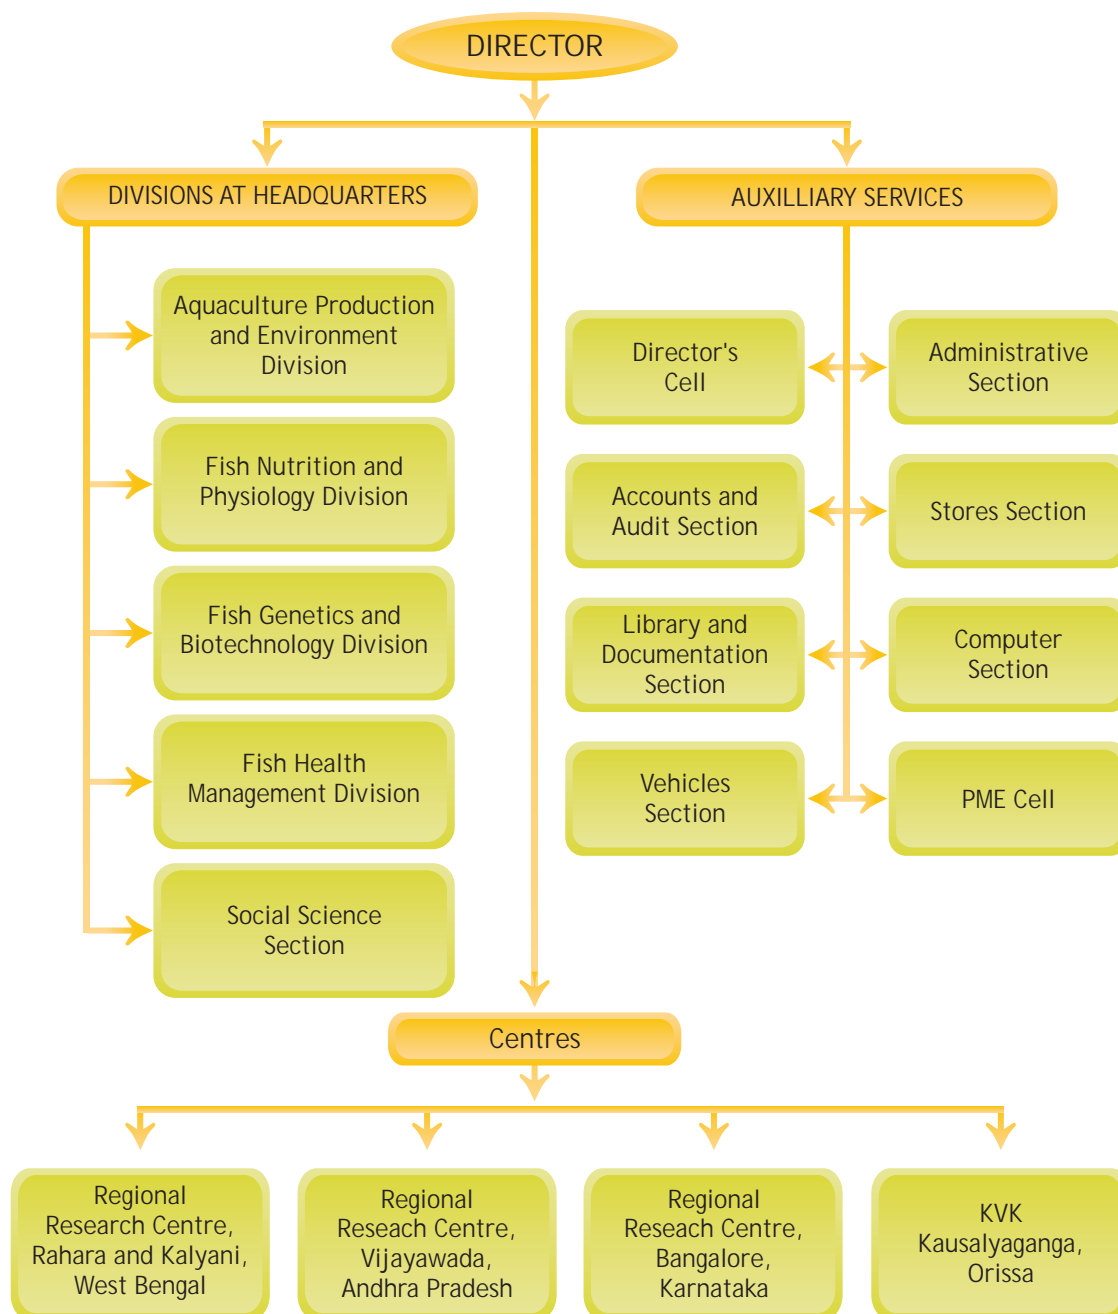 DIRECTOR
DIVISIONS AT HEADQUARTERS
Aquaculture Production
and Environment
Division
Fish Nutrition and
Physiology Division
Fish Genetics and
Biotechnology Division
Fish Health
Management Division
Social Science
Section
AUXILLIARY SERVICES
Director's
Cell
Administrative
Section
Accounts and
Audit Section
Stores Section
Library and
Documentation
Section
Computer
Section
Vehicles
Section
PME Cell
Centres
Regional
Research Centre,
Rahara and Kalyani,
West Bengal
Regional
Reseach Centre,
Vijayawada,
Andhra Pradesh
Regional
Reseach Centre,
Bangalore,
Karnataka
KVK
Kausalyaganga,
Orissa